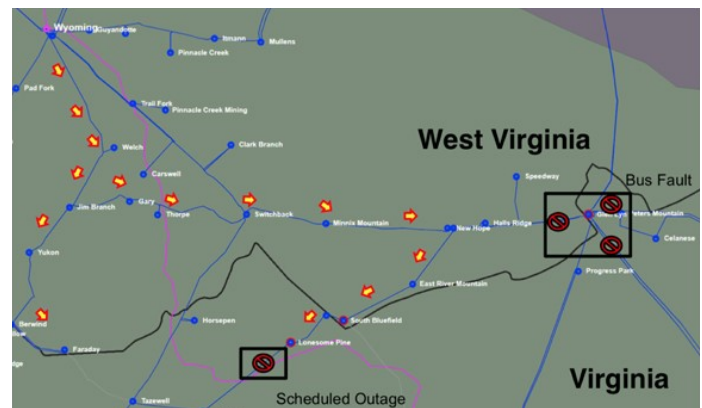 Wyoming
Guyandotte
Itmann
Mullens
Pinnacle Creek
Pad Fork
Trail Fork
Pinnacle Creek Mining
West Virginia
Welch
Clark Branch
Carswell
Speedway
Bus Fault
Jim Branch
Gary
Thorpe
Switchback
Minnis Mountain
New Hope
Halls Ridge
Peters Mountain
Celanese
Yukon
Progress Park
East River Mountain
Berwind
Horsepen
South Bluefield
Faraday
Lonesome Pine
Virginia
Tazewell
Scheduled Outage